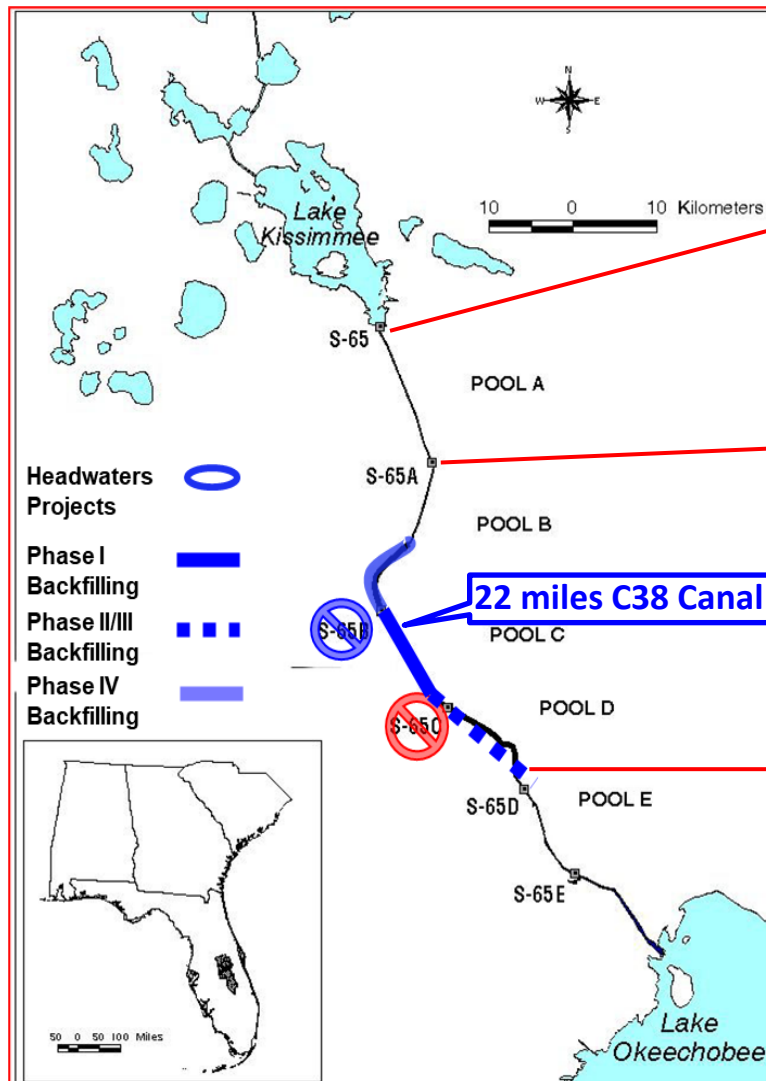 N
W E
S
10 0 10 Kilometers
Lake
Kissimmee
S-65
POOL A
S-65A
POOL B
Headwaters
Projects
Phase I
Backfilling
22 miles C38 Canal
Phase II/III
Backfilling
S-65B
POOL C
Phase IV
Backfilling
S-65C
POOL D
S-65D
POOL E
S-65E
50 0 50 100 Miles
Lake
Okeechobee